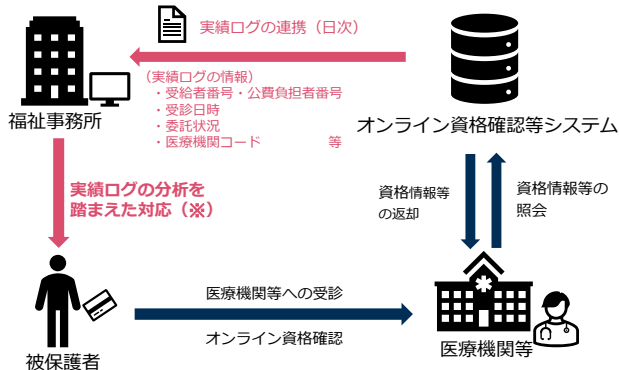 実績ログの連携（日次）
（実績ログの情報）
・受給者番号・公費負担者番号
・受診日時
・委託状況
・医療機関コード　　　　　等
福祉事務所
オンライン資格確認等システム
実績ログの分析を
踏まえた対応（※）
資格情報等
の返却
資格情報等の
照会
医療機関等への受診
オンライン資格確認
被保護者
医療機関等